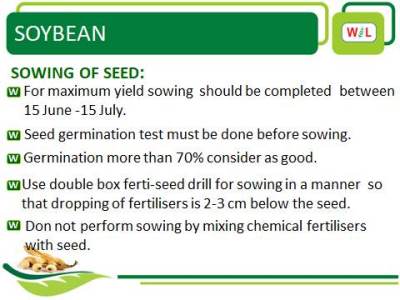 SOYBEAN
W!L
SOWING OF SEED:
For maximum yield sowing should be completed between
15 June -15 July.
Seed germination test must be done before sowing.
Germination more than 70% consider as good.
Use double box ferti-seed drill for sowing in a manner so
that dropping of fertilisers is 2-3 cm below the seed.
Don not perform sowing by mixing chemical fertilisers
with seed.